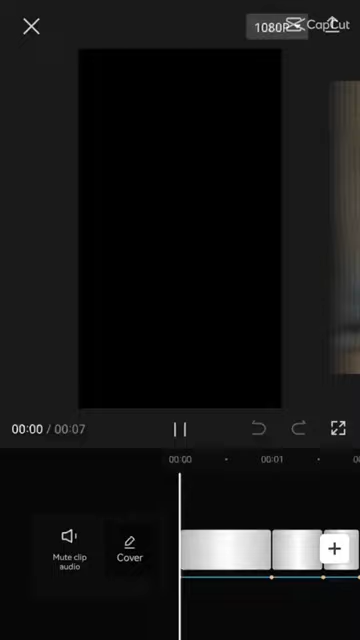 1080P
CapCut
00:00 / 00:07
00:00
00:01
Mute clip
audio
Cover